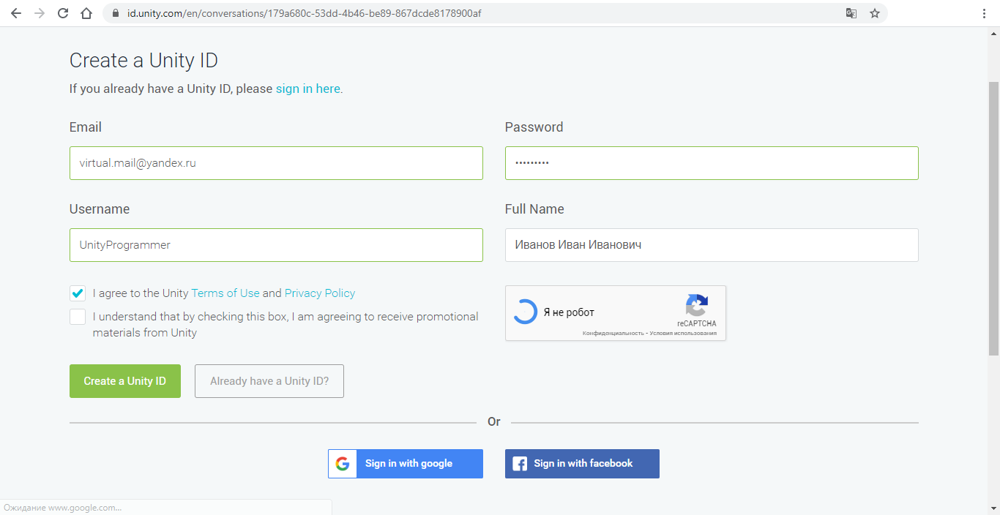 id.unity.com/en/conversations/179a680c-53dd-4b46-be89-867dcde8178900af
Create a Unity ID
If you already have a Unity ID, please sign in here.
Email
Password
virtual.mail@yandex.ru
•••••••••
Username
Full Name
UnityProgrammer
Иванов Иван Иванович
I agree to the Unity Terms of Use and Privacy Policy
I understand that by checking this box, I am agreeing to receive promotional
materials from Unity
Я не робот
reCAPTCHA
Конфиденциальность - Условия использования
Create a Unity ID
Already have a Unity ID?
Or
Sign in with google
Sign in with facebook
Ожидание www.google.com...